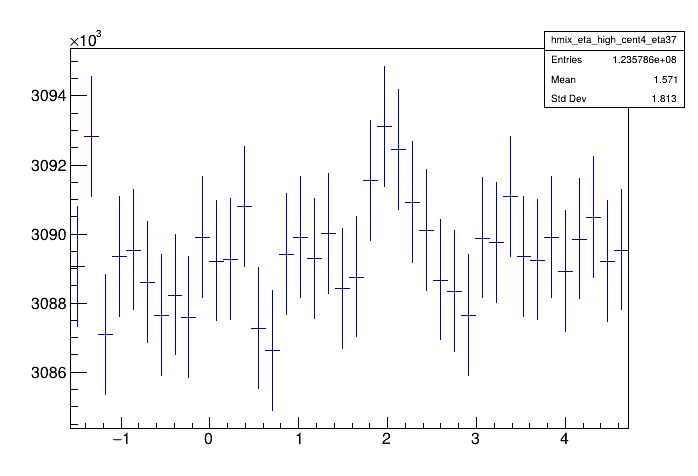 ×10³
hmix_eta_high_cent4_eta37
Entries 1.235786e+08
Mean 1.571
Std Dev 1.813
3094
3092
3090
3088
3086
−1 0 1 2 3 4